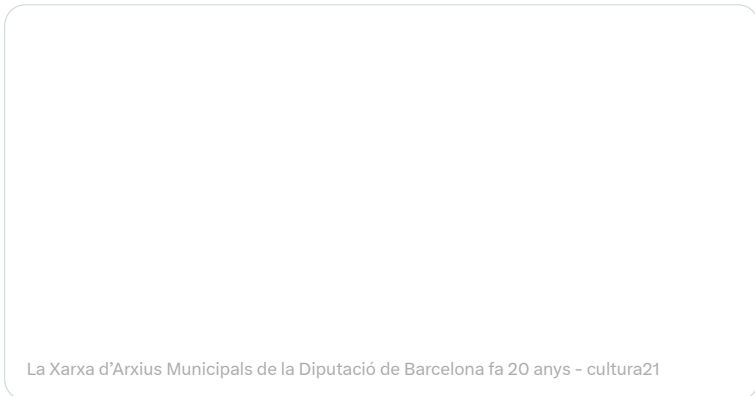 La Xarxa d’Arxius Municipals de la Diputació de Barcelona fa 20 anys - cultura21